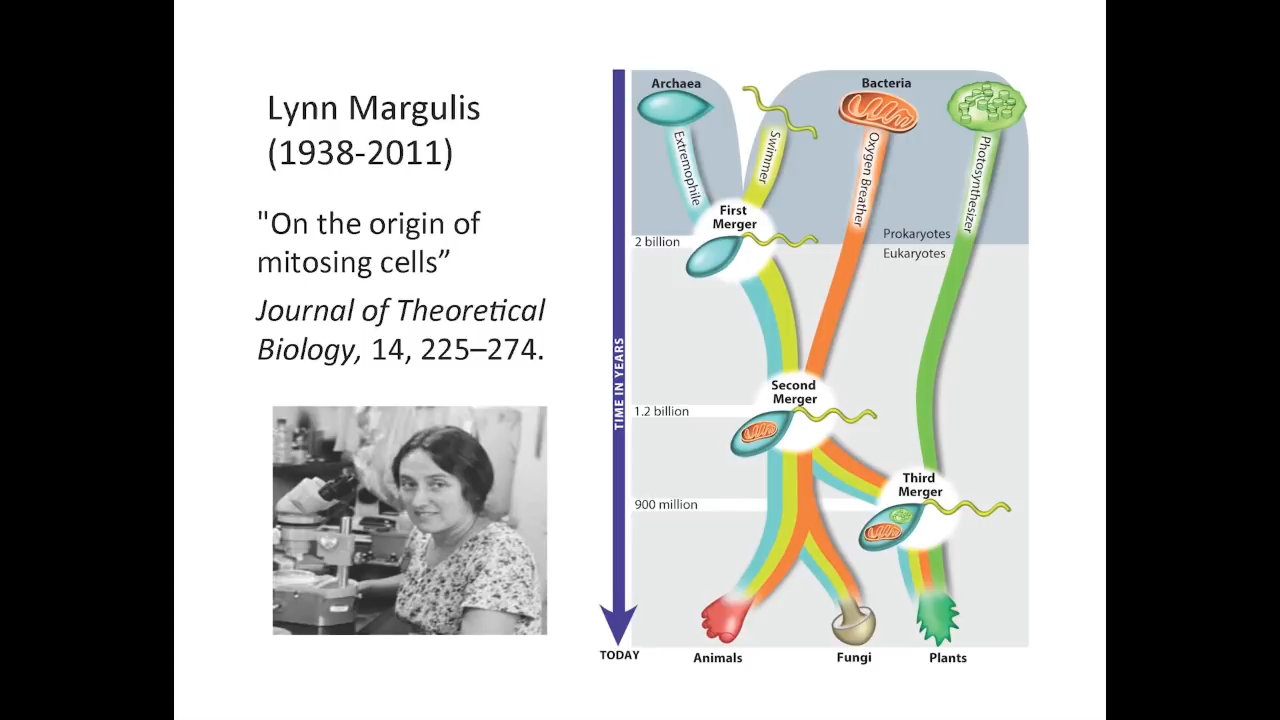 Lynn Margulis
(1938-2011)
"On the origin of
mitosing cells”
Journal of Theoretical
Biology, 14, 225–274.
Archaea
Bacteria
Extremophile
Swimmer
Oxygen Breather
Photosynthesizer
First
Merger
2 billion
Prokaryotes
Eukaryotes
TIME IN YEARS
Second
Merger
1.2 billion
Third
Merger
900 million
TODAY
Animals
Fungi
Plants